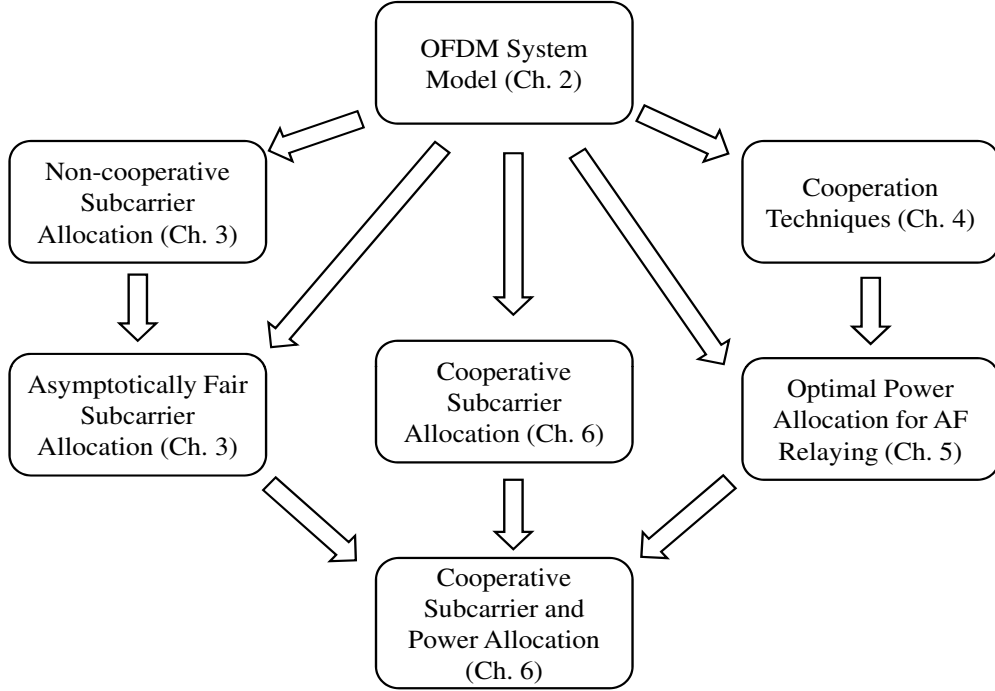 OFDM System
Model (Ch. 2)
Non-cooperative
Subcarrier
Allocation (Ch. 3)
Cooperation
Techniques (Ch. 4)
Asymptotically Fair
Subcarrier
Allocation (Ch. 3)
Cooperative
Subcarrier
Allocation (Ch. 6)
Optimal Power
Allocation for AF
Relaying (Ch. 5)
Cooperative
Subcarrier and
Power Allocation
(Ch. 6)